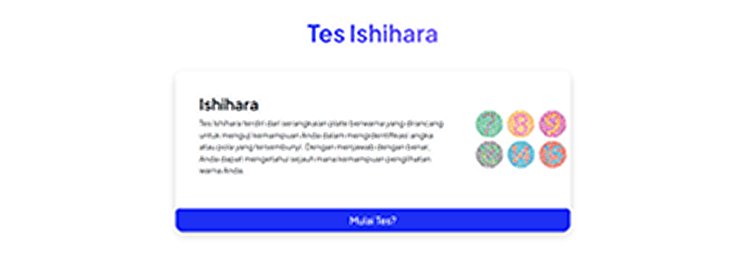 Tes Ishihara
Ishihara
Tes Ishihara terdiri dari serangkaian plate berwarna yang dirancang
untuk menguji kemampuan Anda dalam mengidentifikasi angka
atau pola yang tersembunyi. Dengan menjawab dengan benar,
Anda dapat mengetahui sejauh mana kemampuan penglihatan
warna Anda.
Mulai Tes?